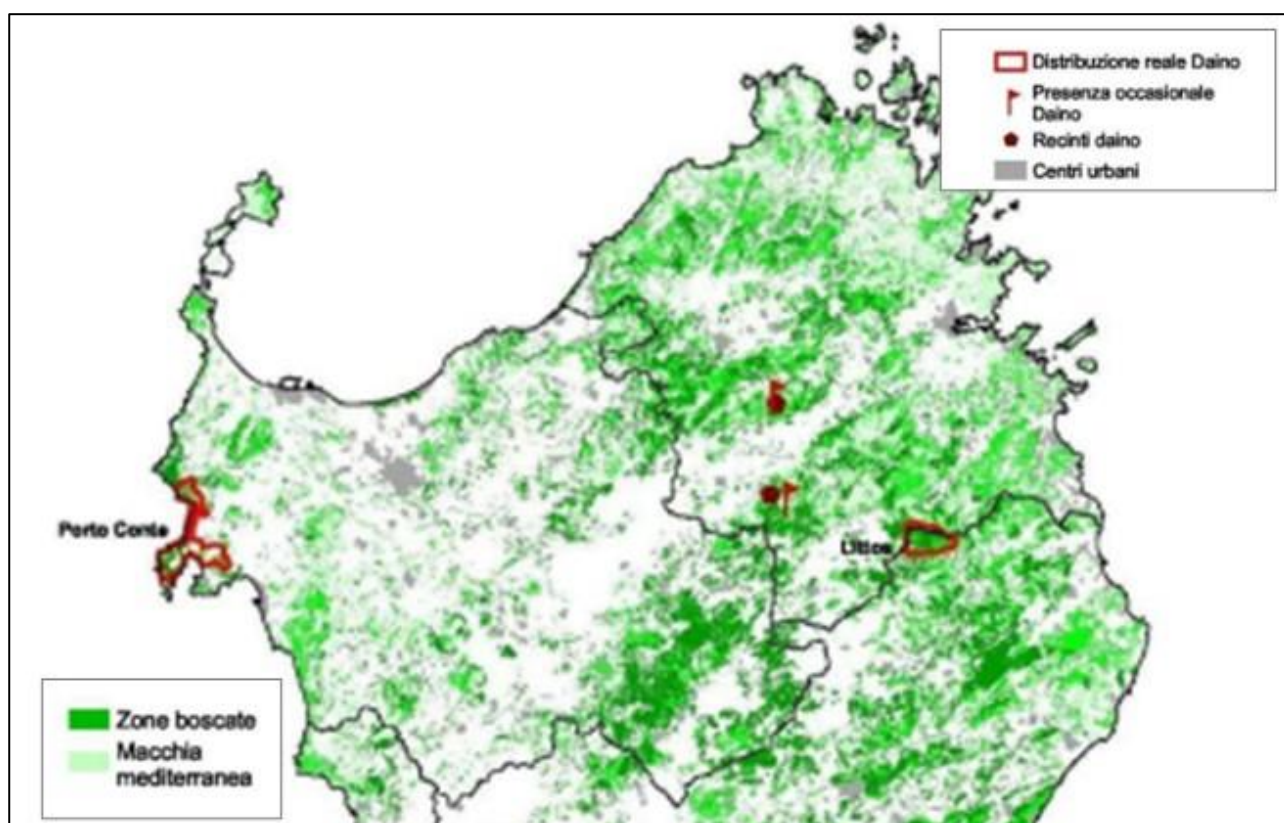 Distribuzione reale Daino
Presenza occasionale
Daino
Recinti daino
Centri urbani
Porto Conte
Littos
Zone boscate
Macchia
mediterranea